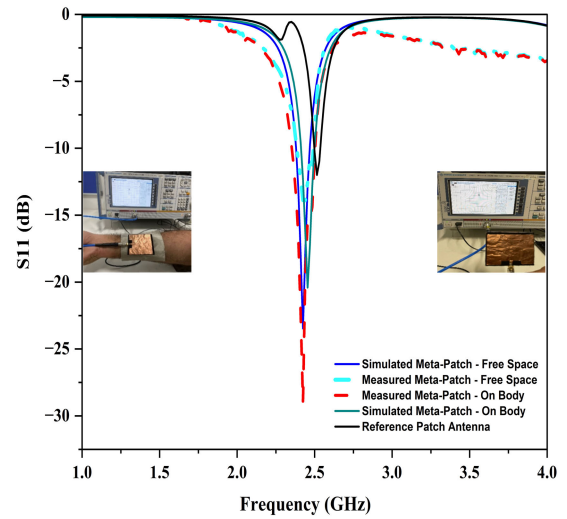 0
−5
−10
−15
−20
−25
−30
S11 (dB)
Simulated Meta-Patch - Free Space
Measured Meta-Patch - Free Space
Measured Meta-Patch - On Body
Simulated Meta-Patch - On Body
Reference Patch Antenna
1.0 1.5 2.0 2.5 3.0 3.5 4.0
Frequency (GHz)